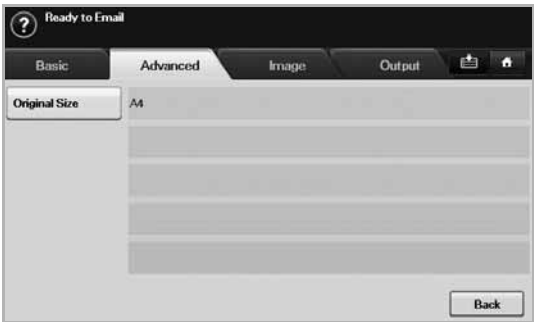 Ready to Email
Basic Advanced Image Output
Original Size A4
Back